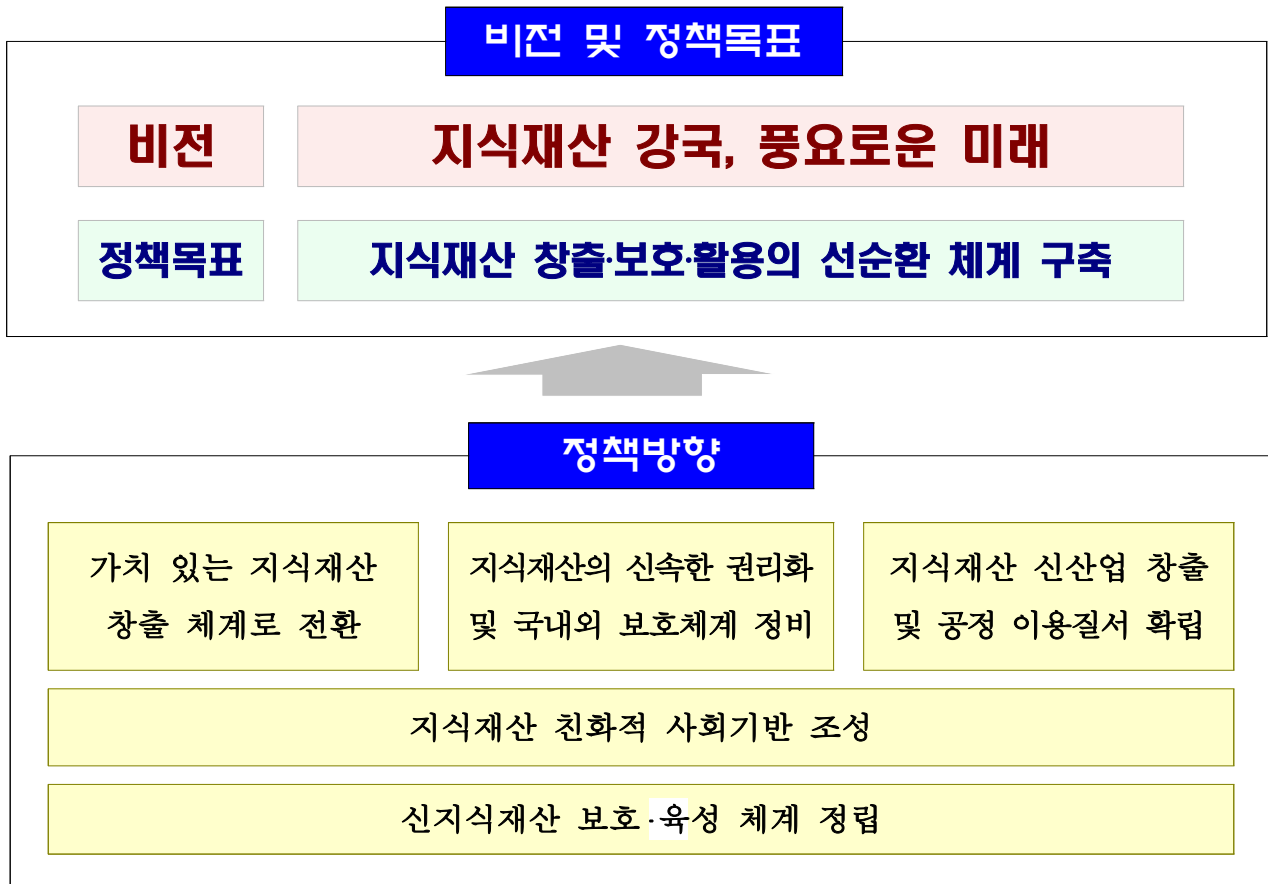 비전 및 정책목표
비전
지식재산 강국, 풍요로운 미래
정책목표
지식재산 창출·보호·활용의 선순환 체계 구축
정책방향
가치 있는 지식재산
창출 체계로 전환
지식재산의 신속한 권리화
및 국내외 보호체계 정비
지식재산 신산업 창출
및 공정 이용질서 확립
지식재산 친화적 사회기반 조성
신지식재산 보호·육성 체계 정립